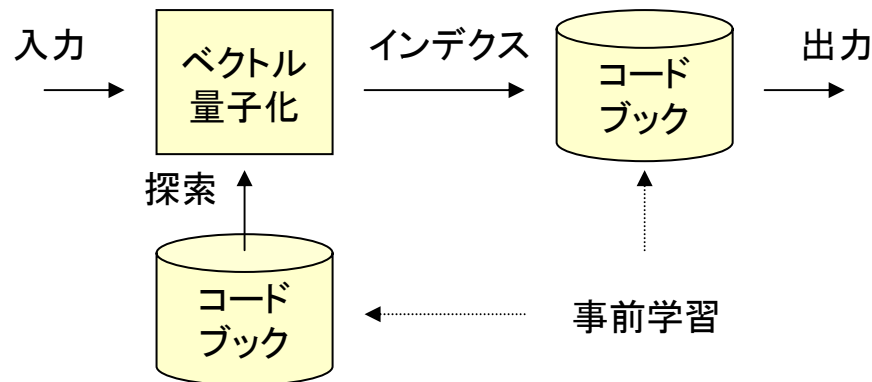 入力
ベクトル
量子化
インデクス
コード
ブック
出力
探索
コード
ブック
事前学習